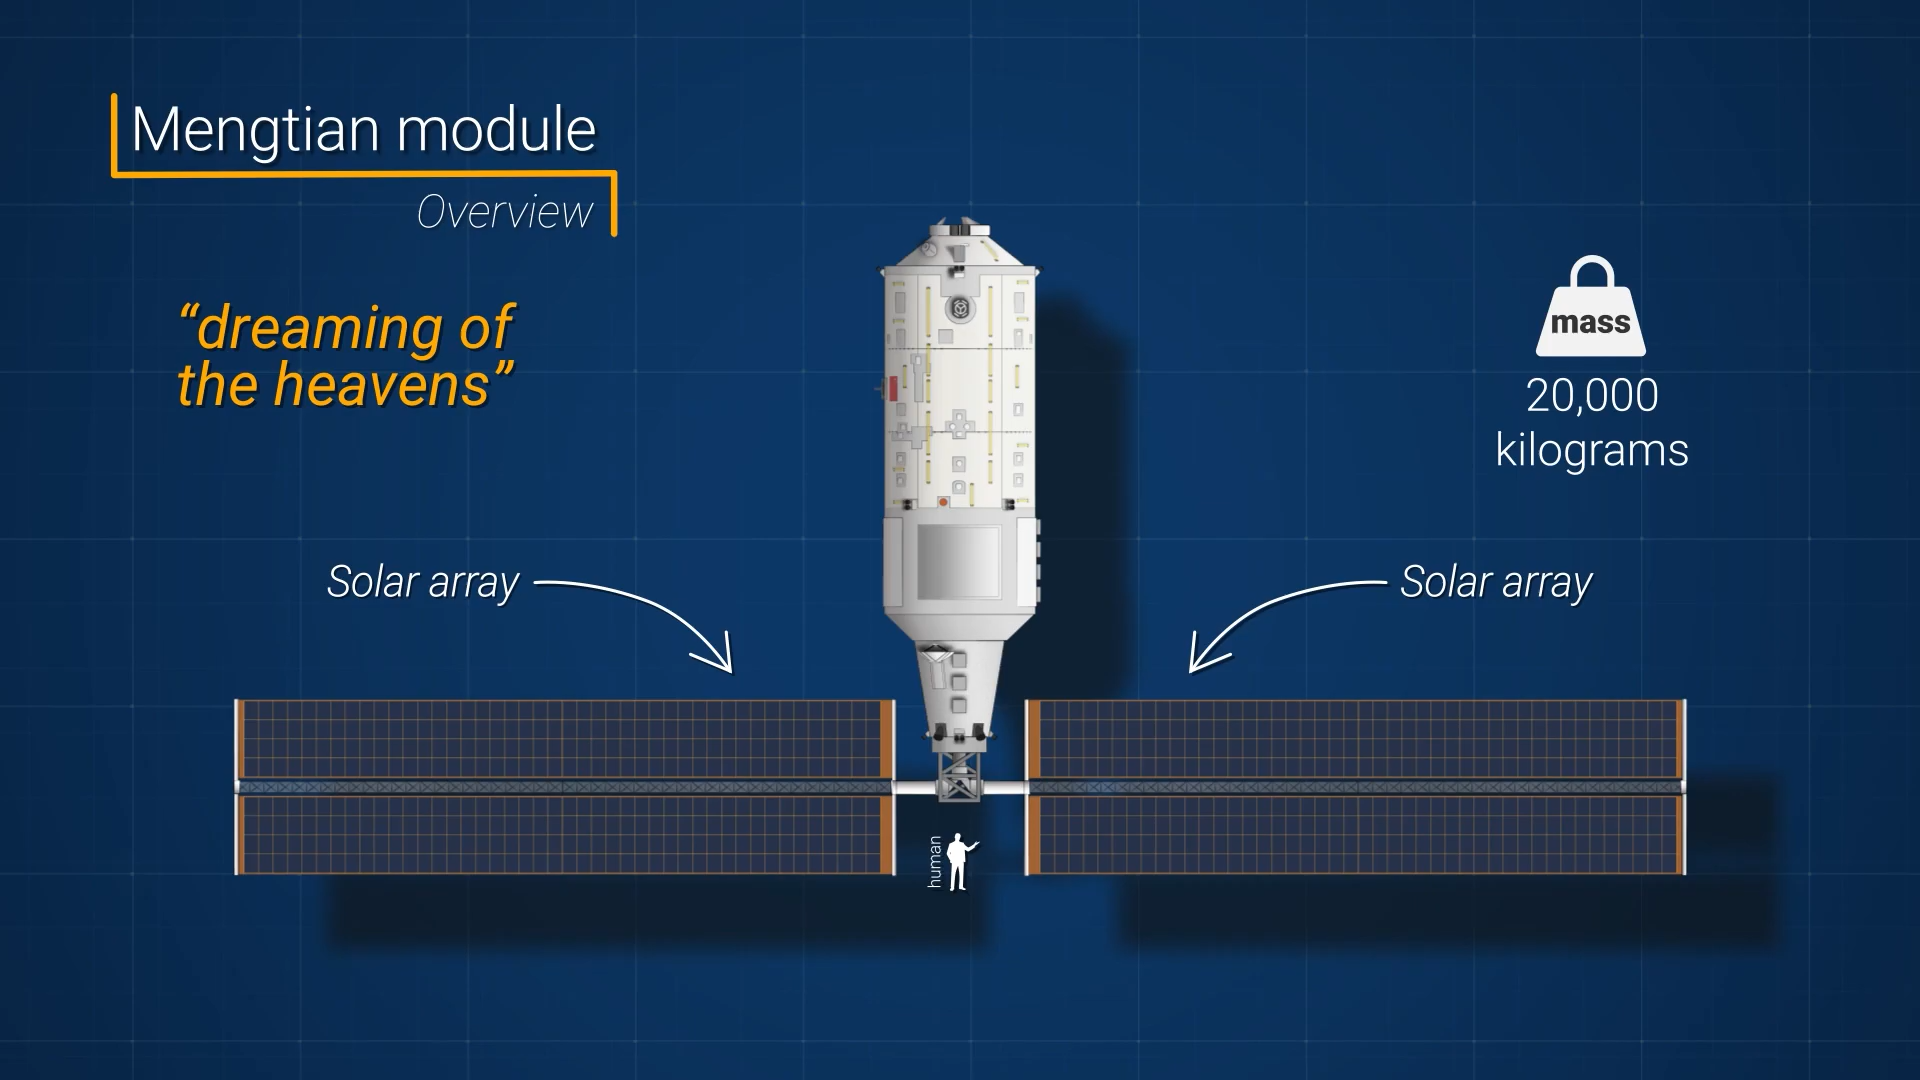 Mengtian module
Overview
“dreaming of
the heavens”
mass
20,000
kilograms
Solar array
Solar array
human